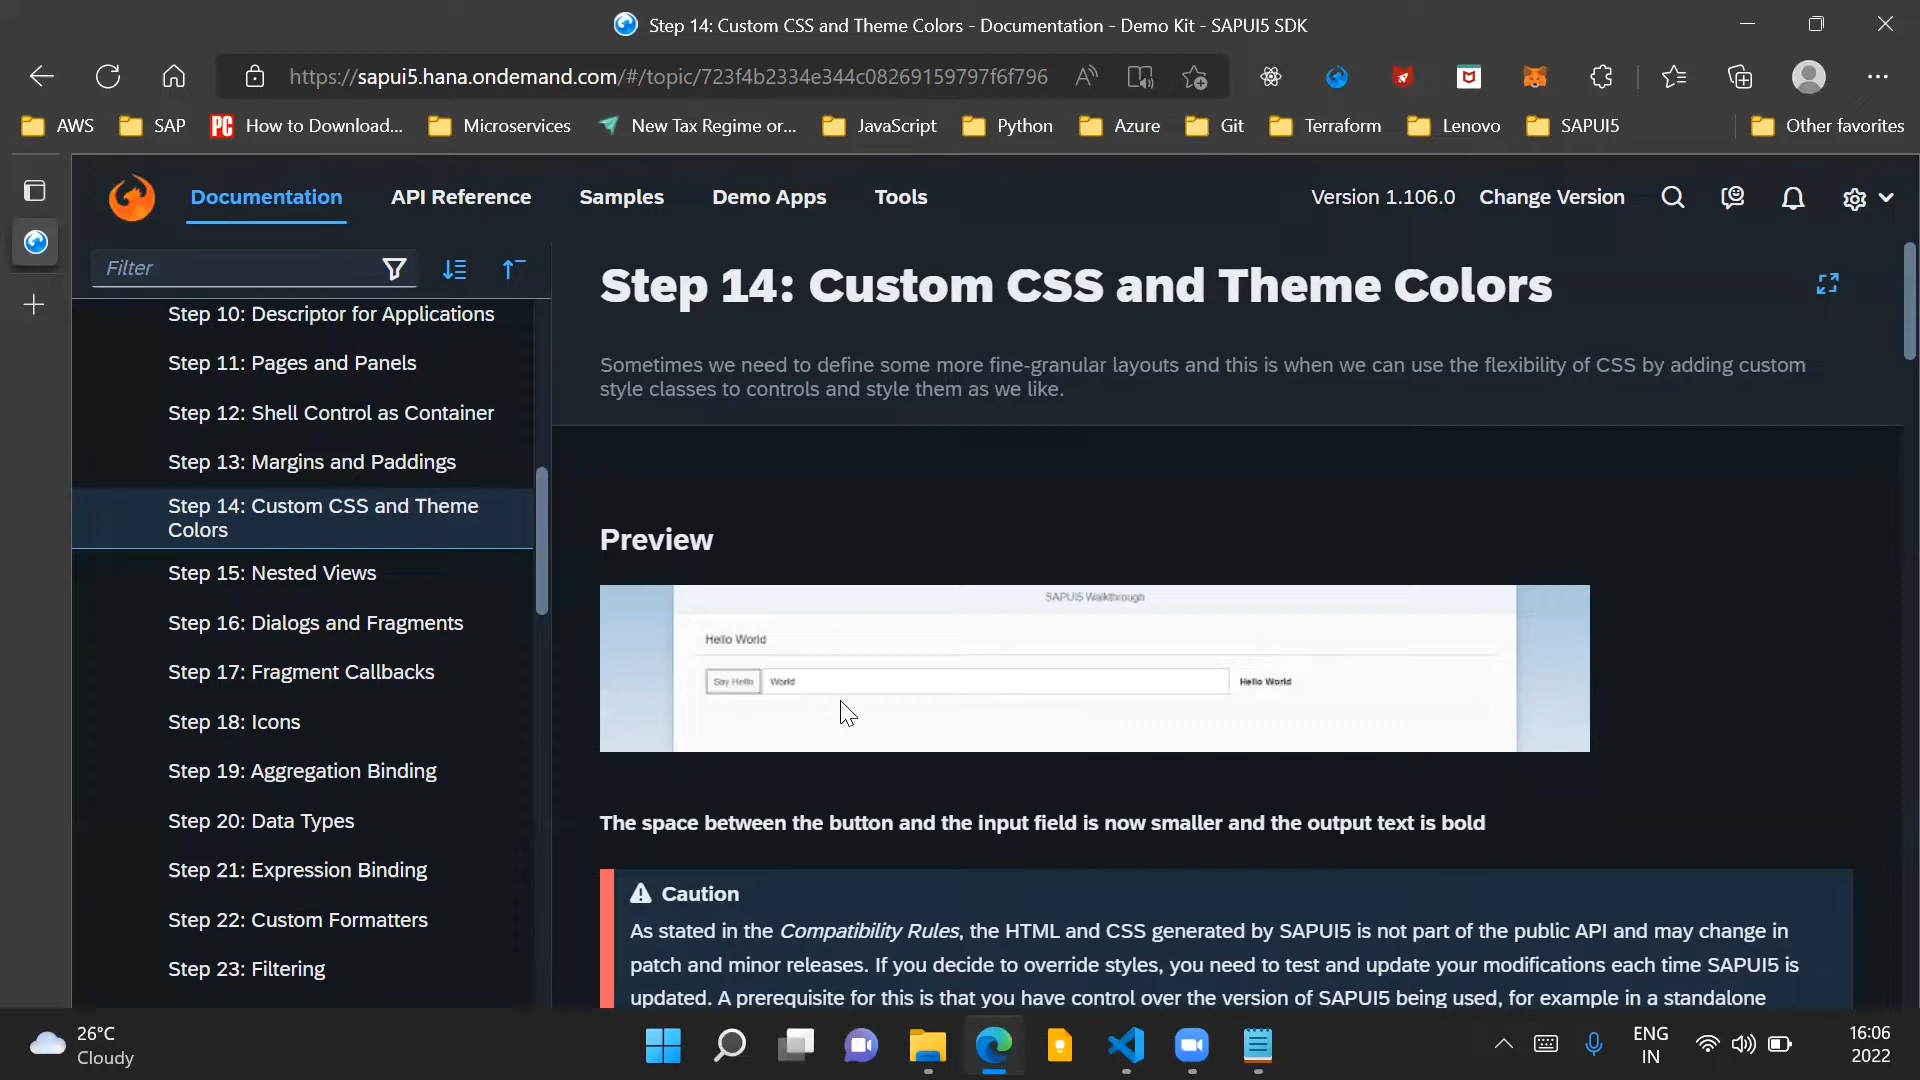 Step 14: Custom CSS and Theme Colors - Documentation - Demo Kit - SAPUI5 SDK
https://sapui5.hana.ondemand.com/#/topic/723f4b2334e344c08269159797f6f796
AWS SAP How to Download... Microservices New Tax Regime or... JavaScript Python Azure Git Terraform Lenovo SAPUI5 Other favorites
Documentation API Reference Samples Demo Apps Tools Version 1.106.0 Change Version
Filter
Step 10: Descriptor for Applications
Step 11: Pages and Panels
Step 12: Shell Control as Container
Step 13: Margins and Paddings
Step 14: Custom CSS and Theme
Colors
Step 15: Nested Views
Step 16: Dialogs and Fragments
Step 17: Fragment Callbacks
Step 18: Icons
Step 19: Aggregation Binding
Step 20: Data Types
Step 21: Expression Binding
Step 22: Custom Formatters
Step 23: Filtering
Step 14: Custom CSS and Theme Colors
Sometimes we need to define some more fine-granular layouts and this is when we can use the flexibility of CSS by adding custom
style classes to controls and style them as we like.
Preview
SAPUI5 Walkthrough
Hello World
Say Hello World Hello World
The space between the button and the input field is now smaller and the output text is bold
Caution
As stated in the Compatibility Rules, the HTML and CSS generated by SAPUI5 is not part of the public API and may change in
patch and minor releases. If you decide to override styles, you need to test and update your modifications each time SAPUI5 is
updated. A prerequisite for this is that you have control over the version of SAPUI5 being used, for example in a standalone
26°C
Cloudy
ENG
IN
16:06
2022